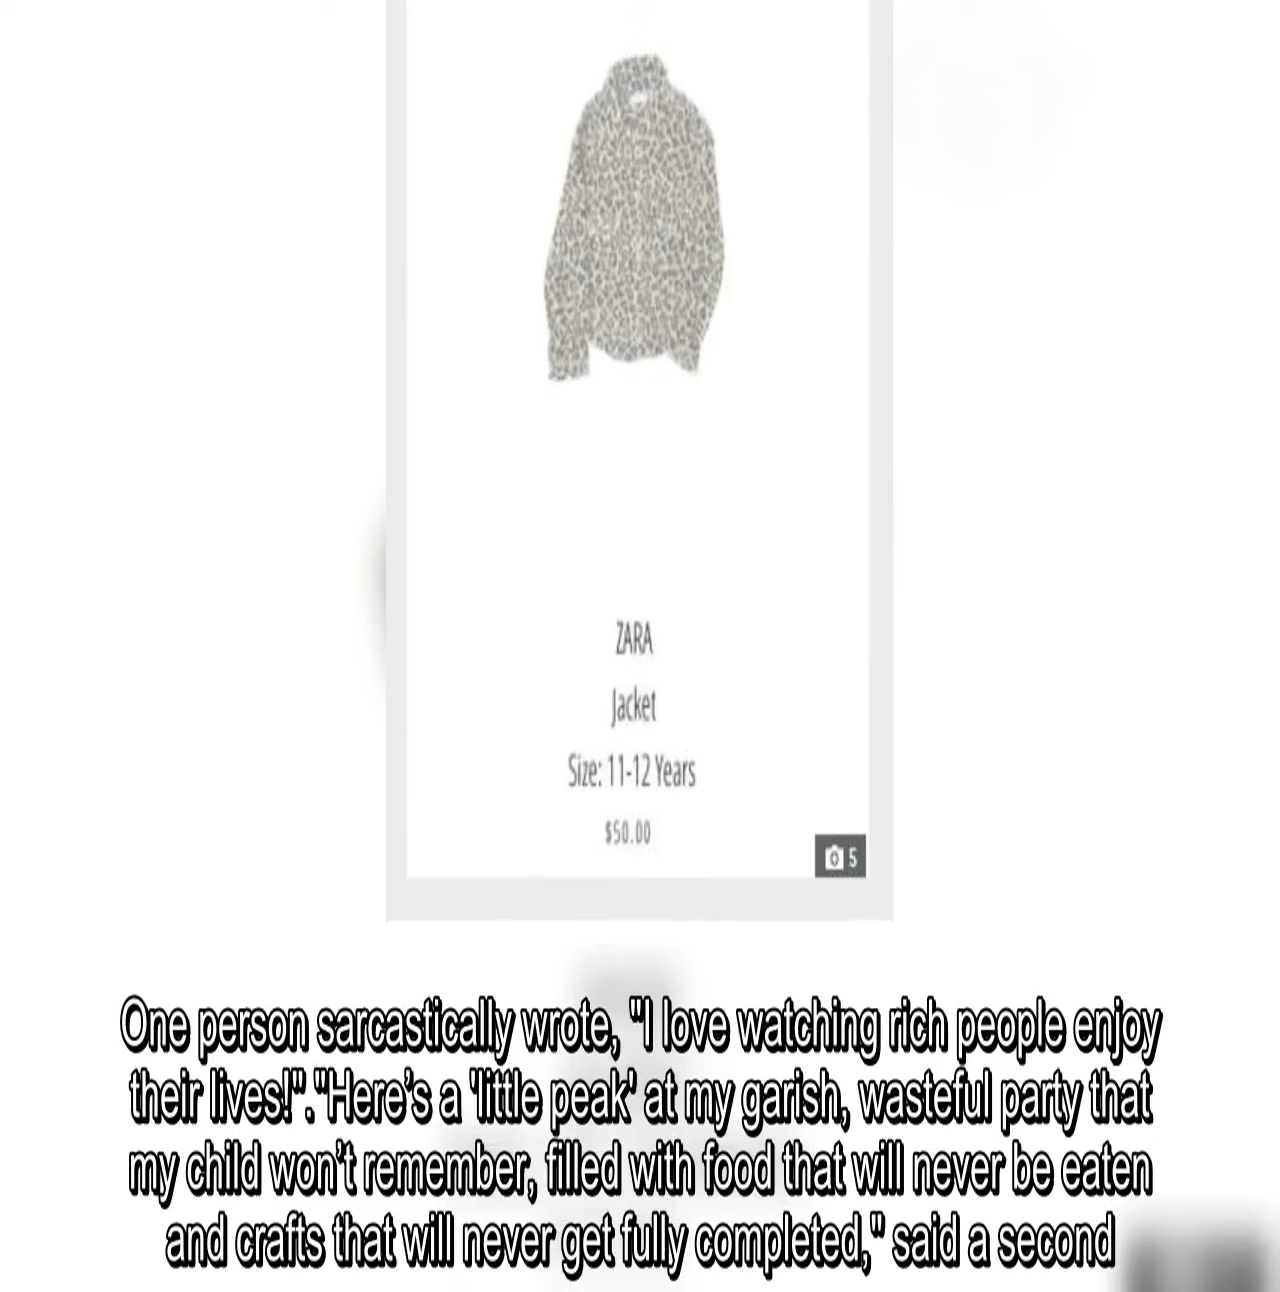 ZARA
Jacket
Size: 11-12 Years
$50.00
5
One person sarcastically wrote, "I love watching rich people enjoy
their lives!"."Here's a 'little peak' at my garish, wasteful party that
my child won't remember, filled with food that will never be eaten
and crafts that will never get fully completed," said a second